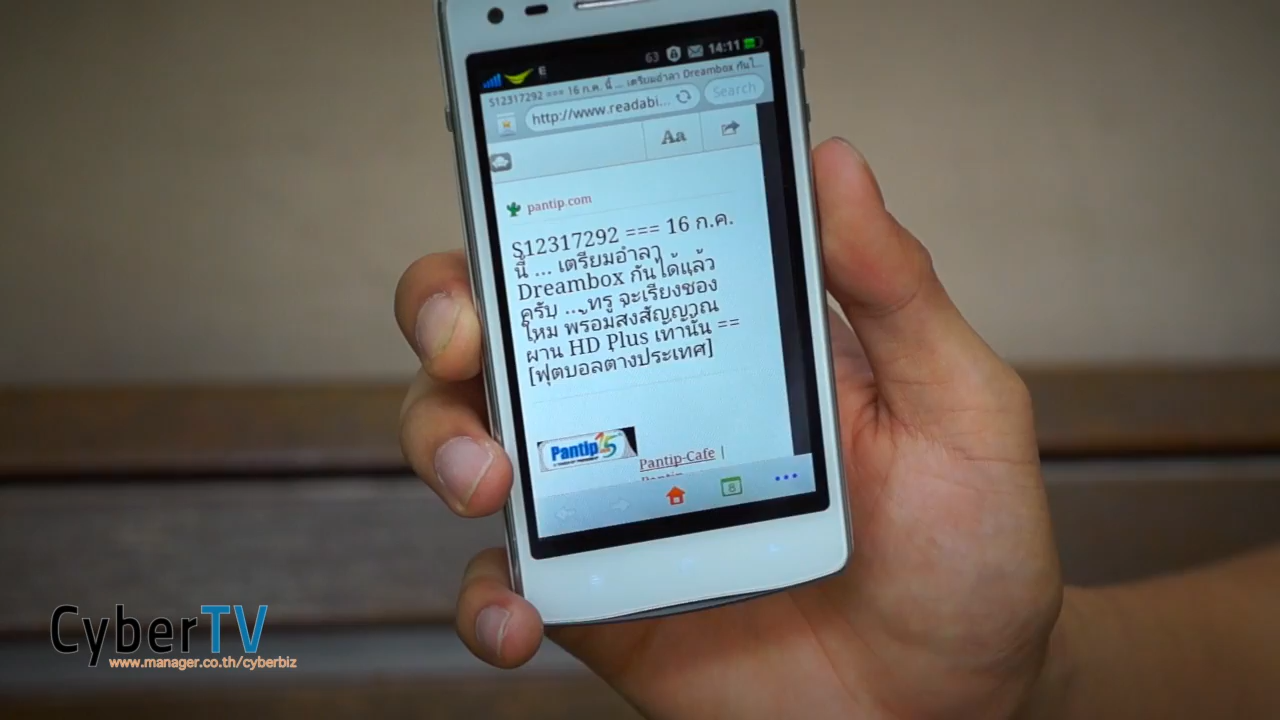 E 63 14:11
S12317292 === 16 ก.ค. นี้ ... เตรียมอำลา Dreambox กันใ...
http://www.readabi... Search
Aa
pantip.com
S12317292 === 16 ก.ค.
นี้ ... เตรียมอำลา
Dreambox กันได้แล้ว
ครับ ... ทรู จะเรียงช่อง
ใหม่ พร้อมส่งสัญญาณ
ผ่าน HD Plus เท่านั้น ==
[ฟุตบอลต่างประเทศ]
Pantip 15
Pantip-Cafe |
8
CyberTV
www.manager.co.th/cyberbiz